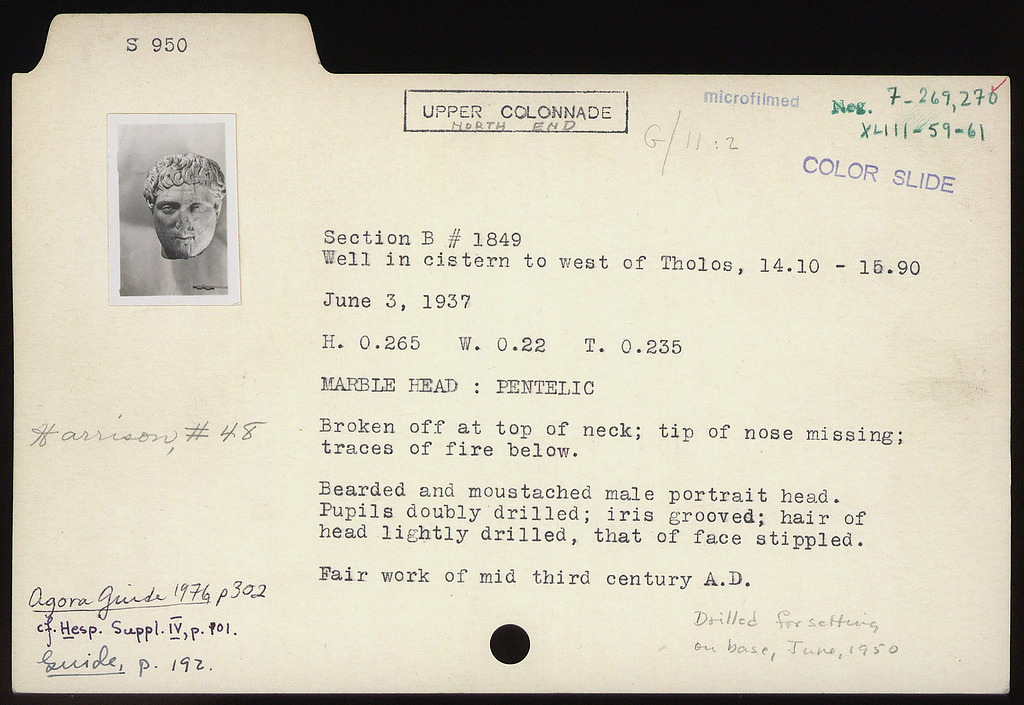 S 950
UPPER COLONNADE
NORTH END
microfilmed
Neg. 7-269,270
XLIII-59-61
G/11:2
COLOR SLIDE
Section B # 1849
Well in cistern to west of Tholos, 14.10 - 15.90
June 3, 1937
H. 0.265 W. 0.22 T. 0.235
MARBLE HEAD : PENTELIC
Harrison, # 48
Broken off at top of neck; tip of nose missing;
traces of fire below.
Bearded and moustached male portrait head.
Pupils doubly drilled; iris grooved; hair of
head lightly drilled, that of face stippled.
Fair work of mid third century A.D.
Agora Guide 1976, p302
cf. Hesp. Suppl. IV, p. 101.
Guide, p. 192.
Drilled for setting
on base, June, 1950